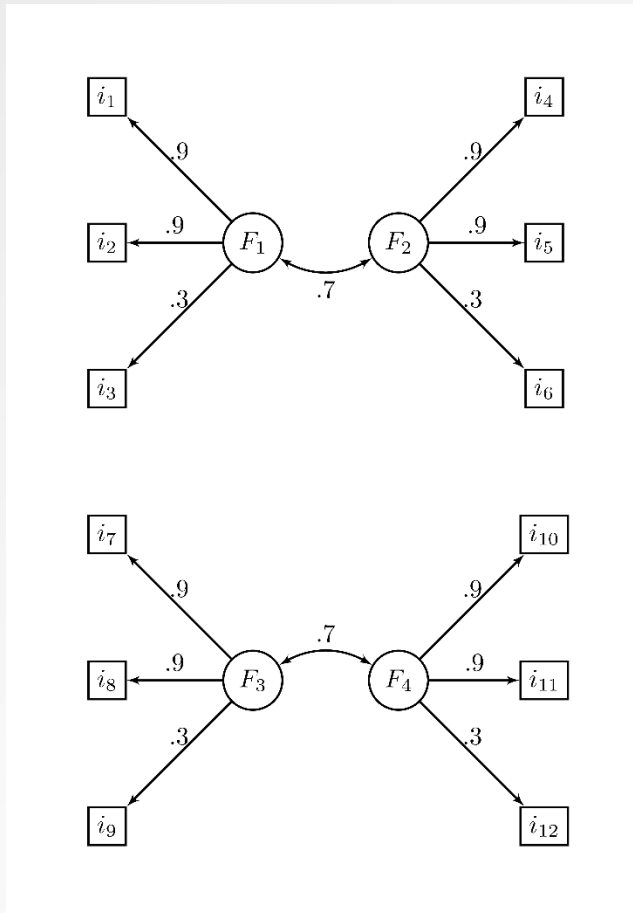 i₁ i₄
.9 .9
i₂ .9 F₁ F₂ .9 i₅
.7
.3 .3
i₃ i₆
i₇ i₁₀
.9 .9
.7
i₈ .9 F₃ F₄ .9 i₁₁
.3 .3
i₉ i₁₂